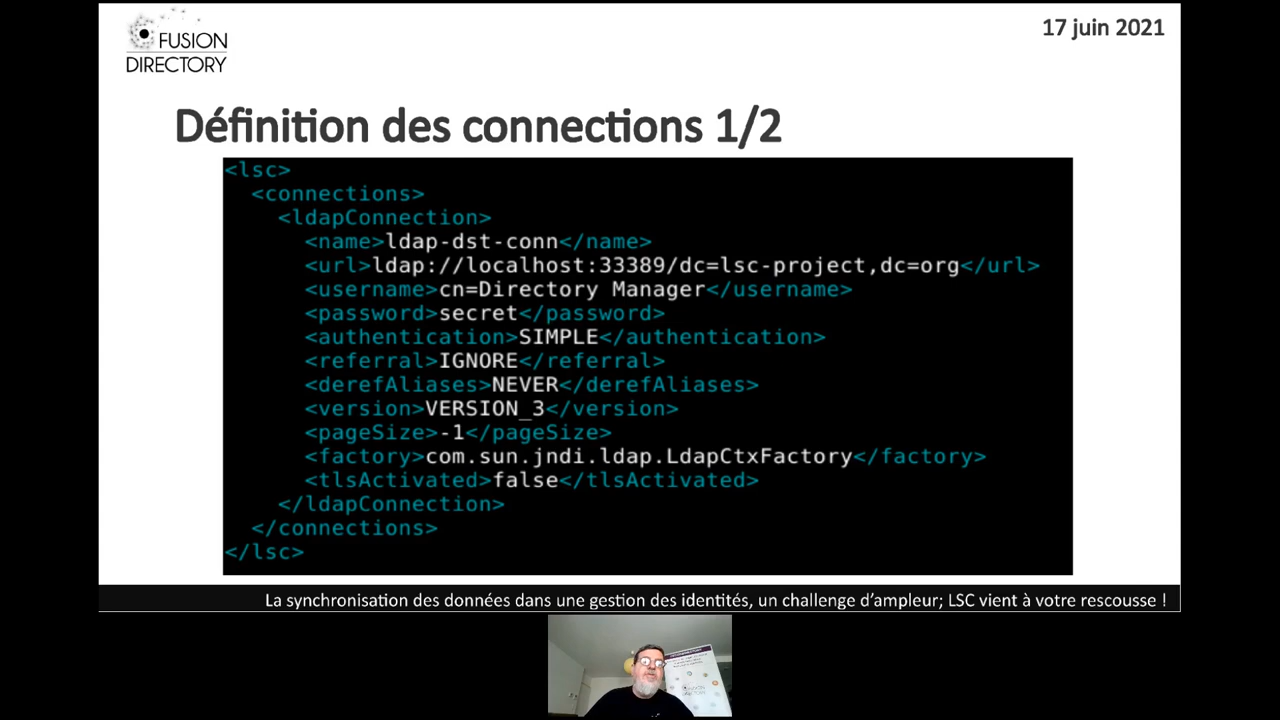 FUSION
DIRECTORY
17 juin 2021
Définition des connections 1/2
<lsc>
<connections>
<ldapConnection>
<name>ldap-dst-conn</name>
<url>ldap://localhost:33389/dc=lsc-project,dc=org</url>
<username>cn=Directory Manager</username>
<password>secret</password>
<authentication>SIMPLE</authentication>
<referral>IGNORE</referral>
<derefAliases>NEVER</derefAliases>
<version>VERSION_3</version>
<pageSize>-1</pageSize>
<factory>com.sun.jndi.ldap.LdapCtxFactory</factory>
<tlsActivated>false</tlsActivated>
</ldapConnection>
</connections>
</lsc>
La synchronisation des données dans une gestion des identités, un challenge d'ampleur; LSC vient à votre rescousse !
FUSION
DIRECTORY